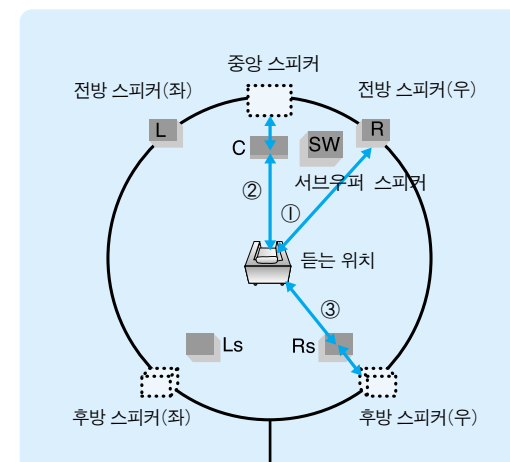 중앙 스피커
전방 스피커(좌)
전방 스피커(우)
L
R
C
SW
서브우퍼 스피커
②
①
듣는 위치
③
Ls
Rs
후방 스피커(좌)
후방 스피커(우)